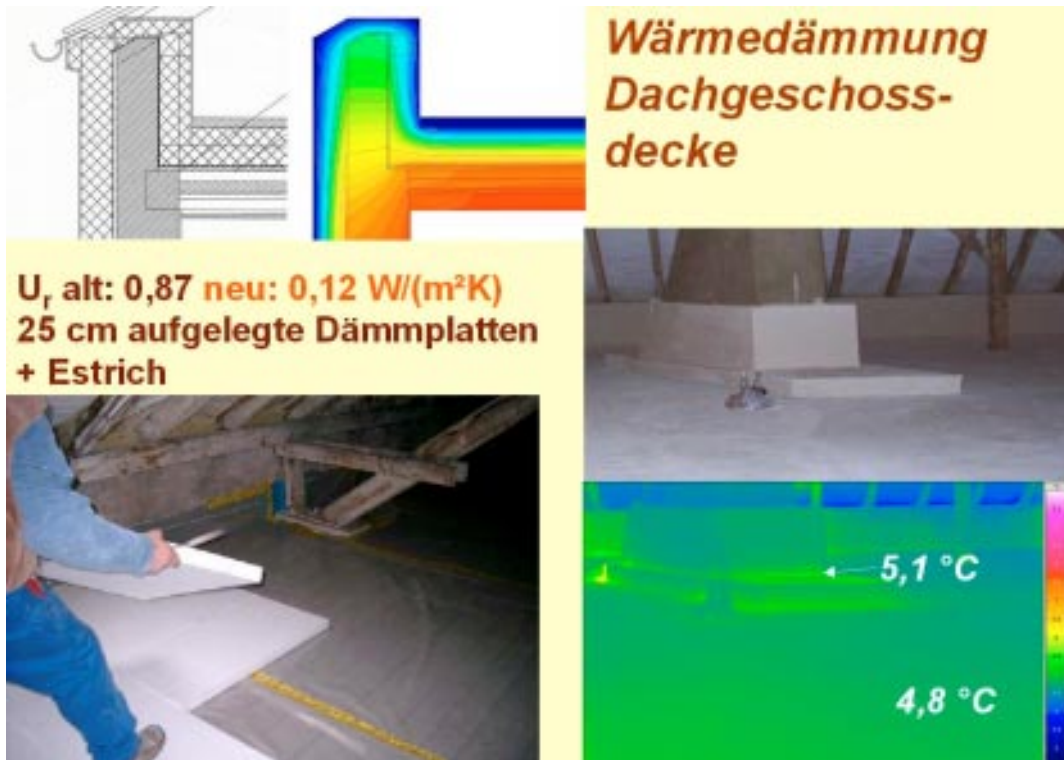 Wärmedämmung
Dachgeschoss-
decke
Uᵣ alt: 0,87 neu: 0,12 W/(m²K)
25 cm aufgelegte Dämmplatten
+ Estrich
5,1 °C
4,8 °C